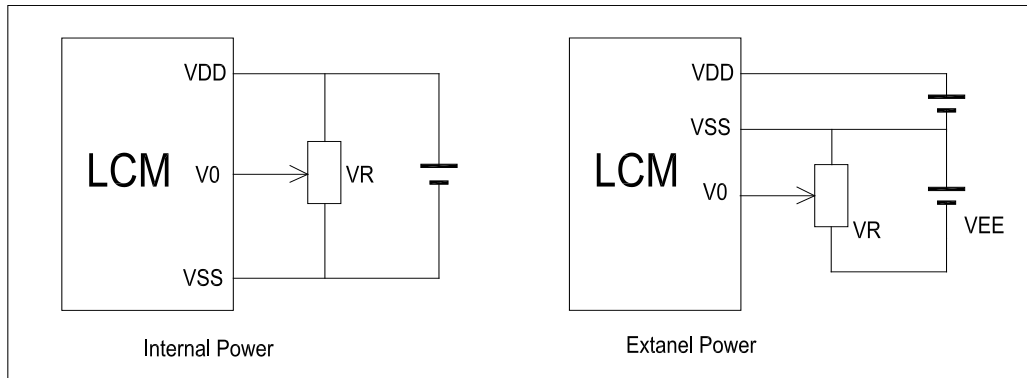 VDD
LCM
V0
VR
VSS
Internal Power
VDD
VSS
LCM
V0
VR
VEE
Extanel Power